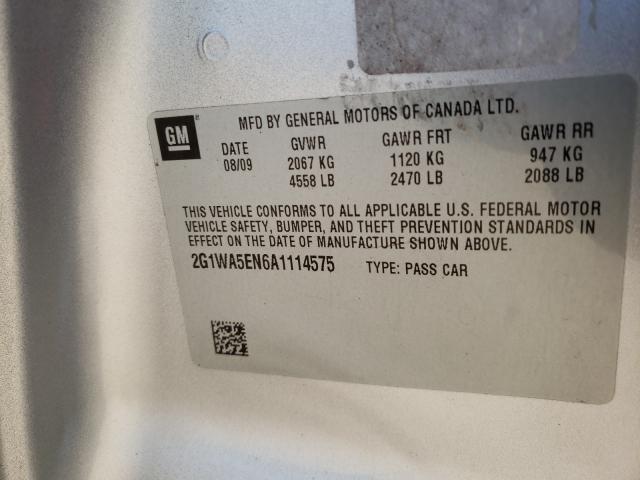 GM
MFD BY GENERAL MOTORS OF CANADA LTD.
DATE GVWR GAWR FRT GAWR RR
08/09 2067 KG 1120 KG 947 KG
4558 LB 2470 LB 2088 LB
THIS VEHICLE CONFORMS TO ALL APPLICABLE U.S. FEDERAL MOTOR
VEHICLE SAFETY, BUMPER, AND THEFT PREVENTION STANDARDS IN
EFFECT ON THE DATE OF MANUFACTURE SHOWN ABOVE.
2G1WA5EN6A1114575 TYPE: PASS CAR